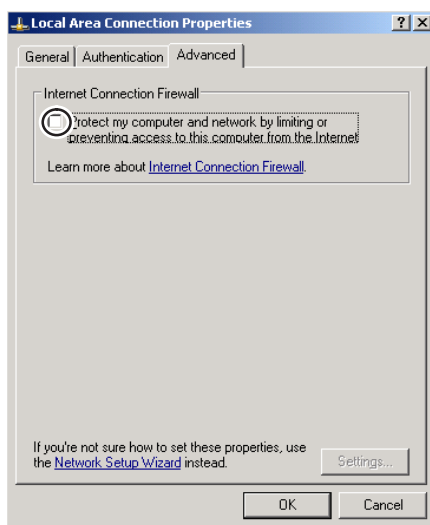 Local Area Connection Properties
General Authentication Advanced
Internet Connection Firewall
Protect my computer and network by limiting or
preventing access to this computer from the Internet
Learn more about Internet Connection Firewall.
If you're not sure how to set these properties, use
the Network Setup Wizard instead.
Settings...
OK Cancel